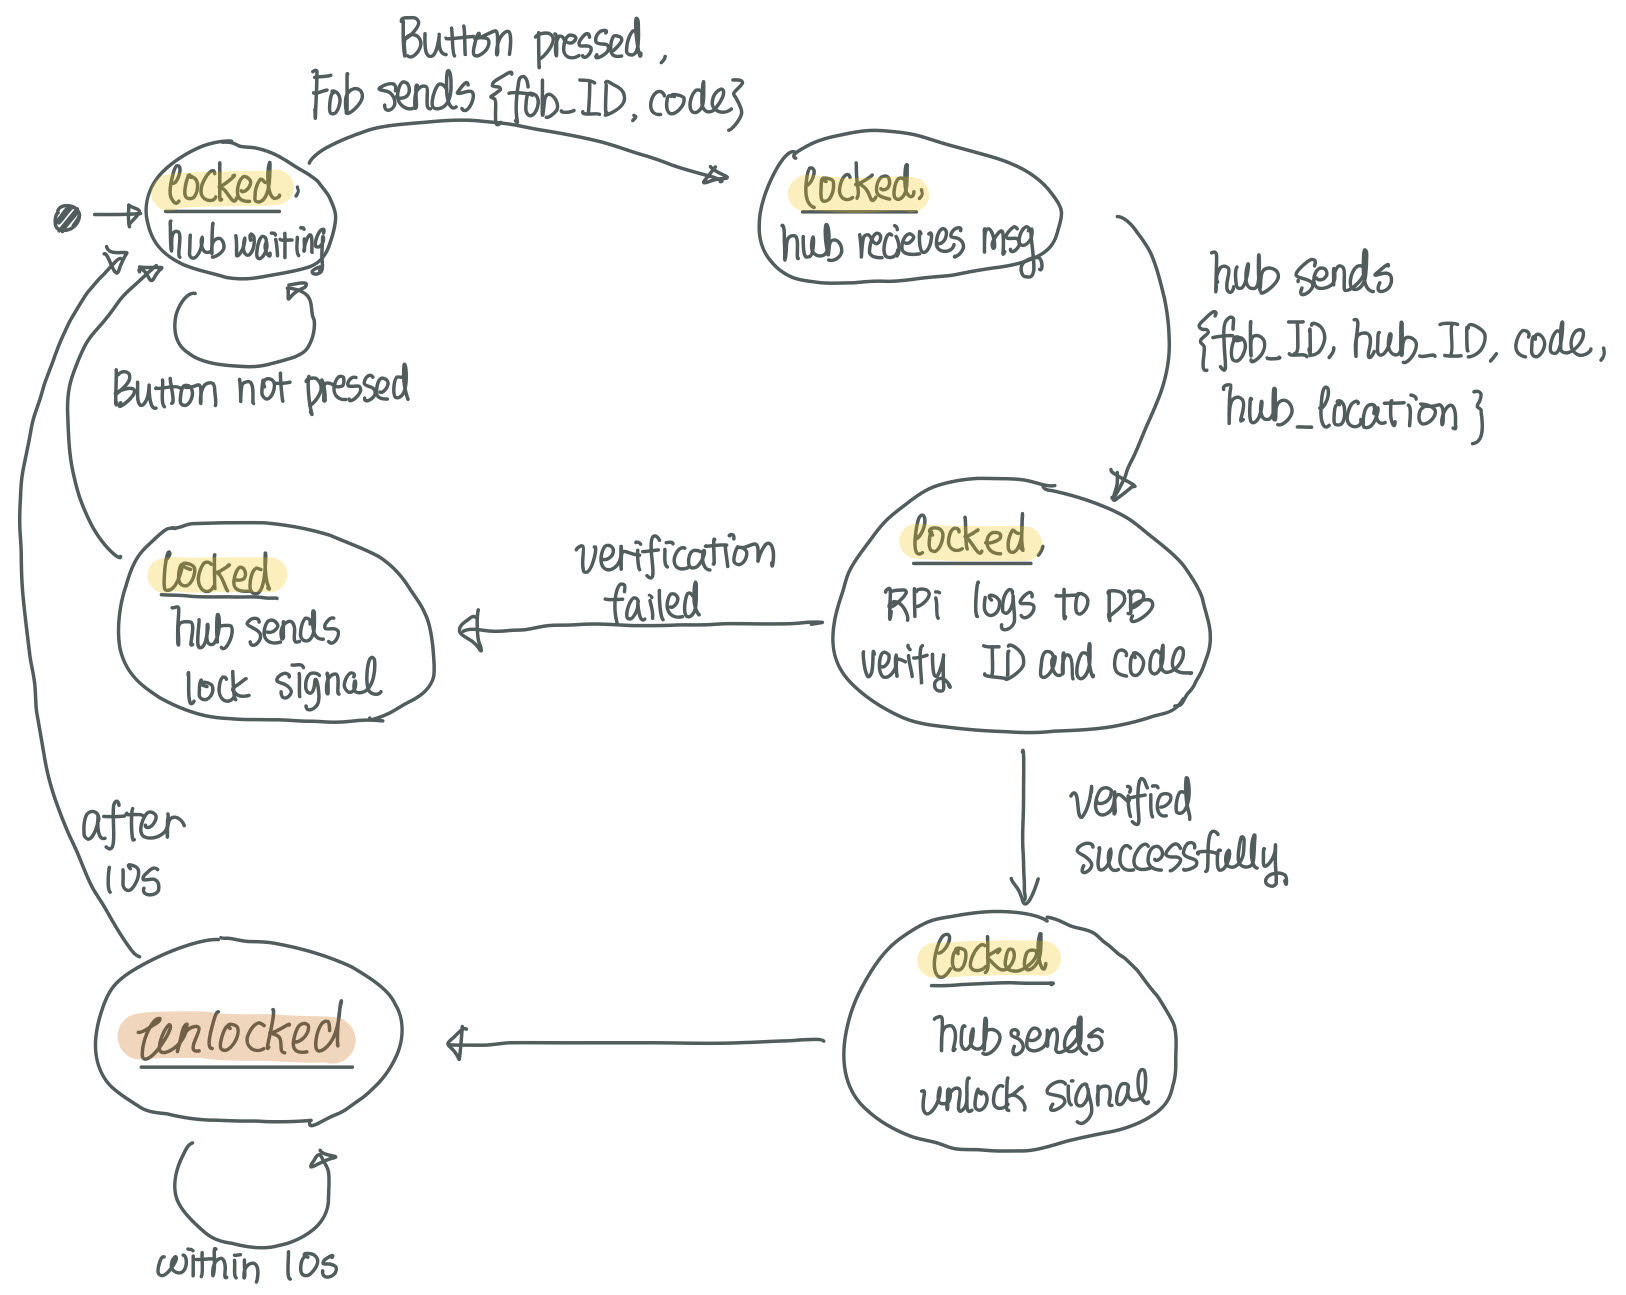 Button pressed,
Fob sends {fob_ID, code}
locked,
hub waiting
locked,
hub recieves msg
hub sends
{fob_ID, hub_ID, code,
hub_location}
Button not pressed
locked,
RPi logs to DB
verify ID and code
verification
failed
locked
hub sends
lock signal
verified
successfully
after
10s
locked
hub sends
unlock signal
unlocked
within 10s